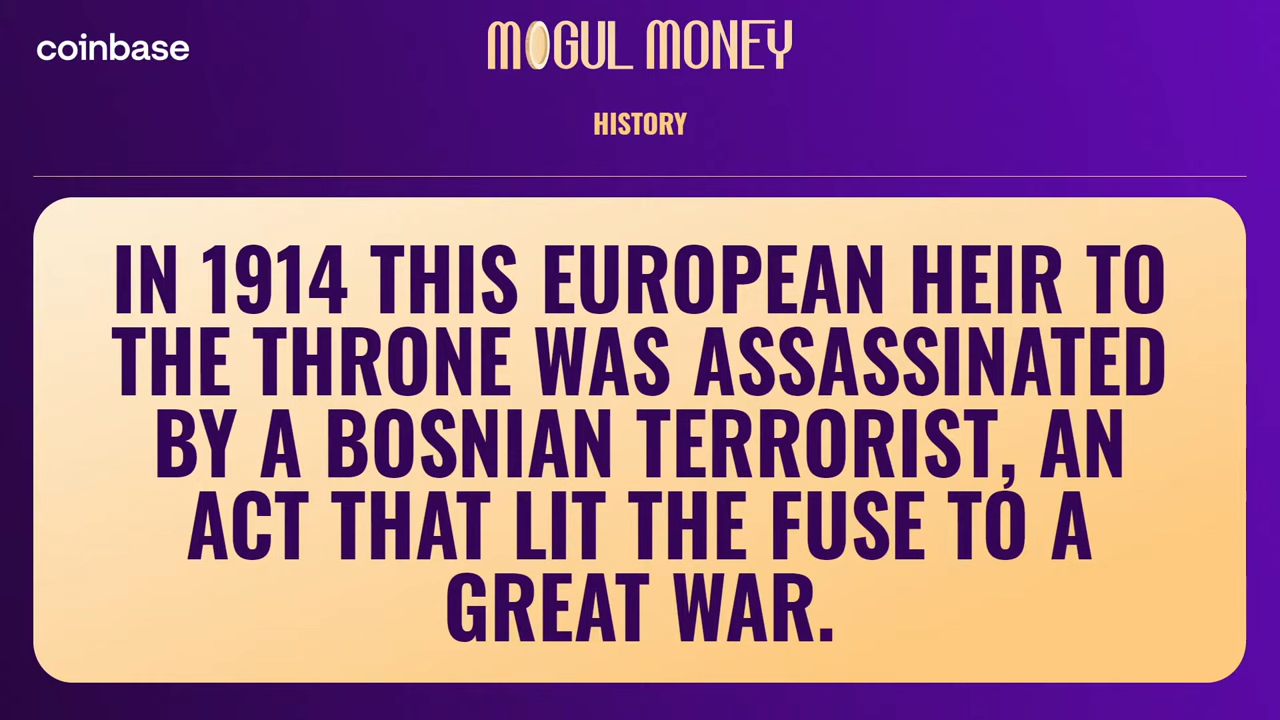 coinbase
MOGUL MONEY
HISTORY
IN 1914 THIS EUROPEAN HEIR TO
THE THRONE WAS ASSASSINATED
BY A BOSNIAN TERRORIST, AN
ACT THAT LIT THE FUSE TO A
GREAT WAR.